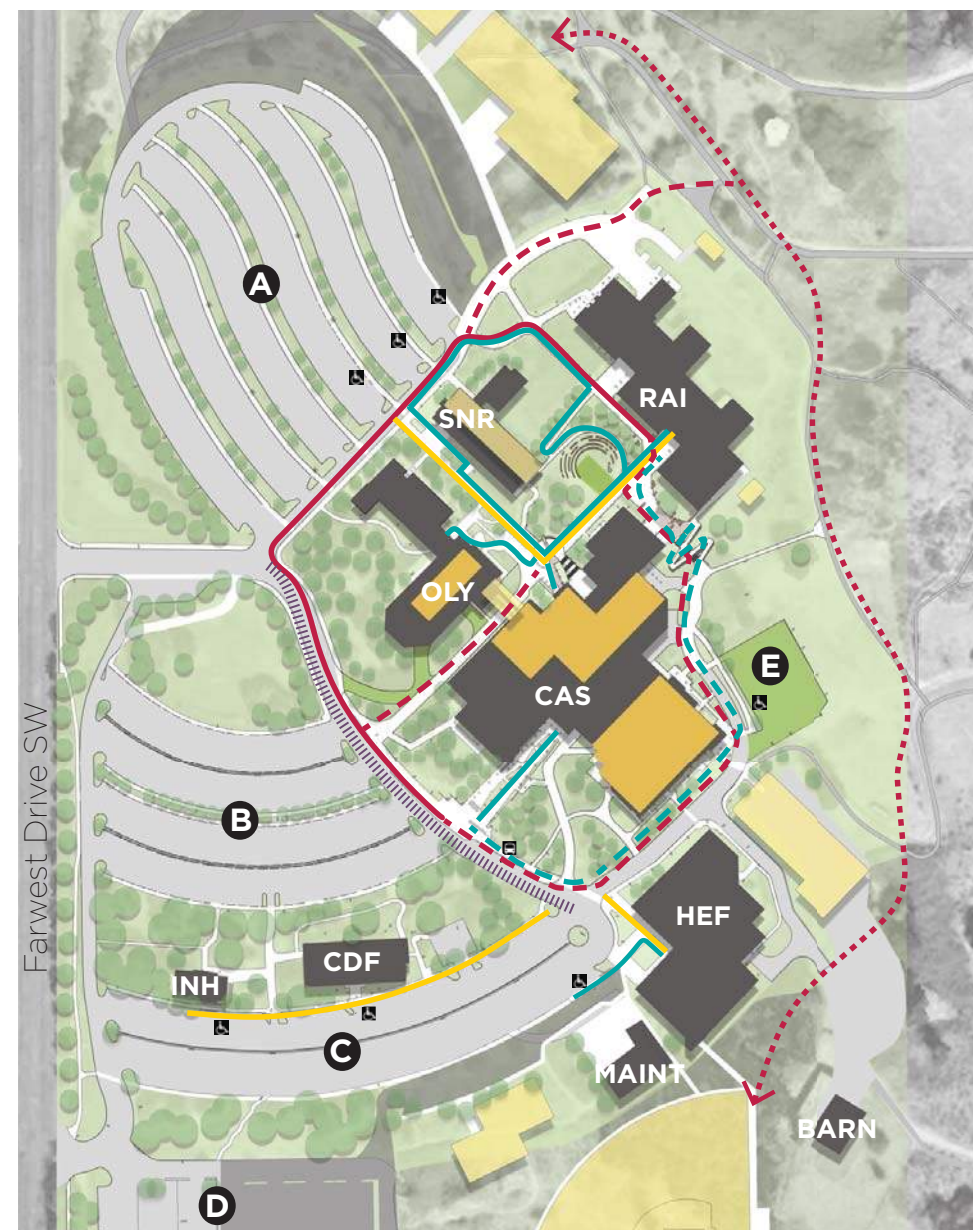 A
RAI
SNR
OLY
E
CAS
B
Farwest Drive SW
HEF
CDF
INH
C
MAINT
BARN
D